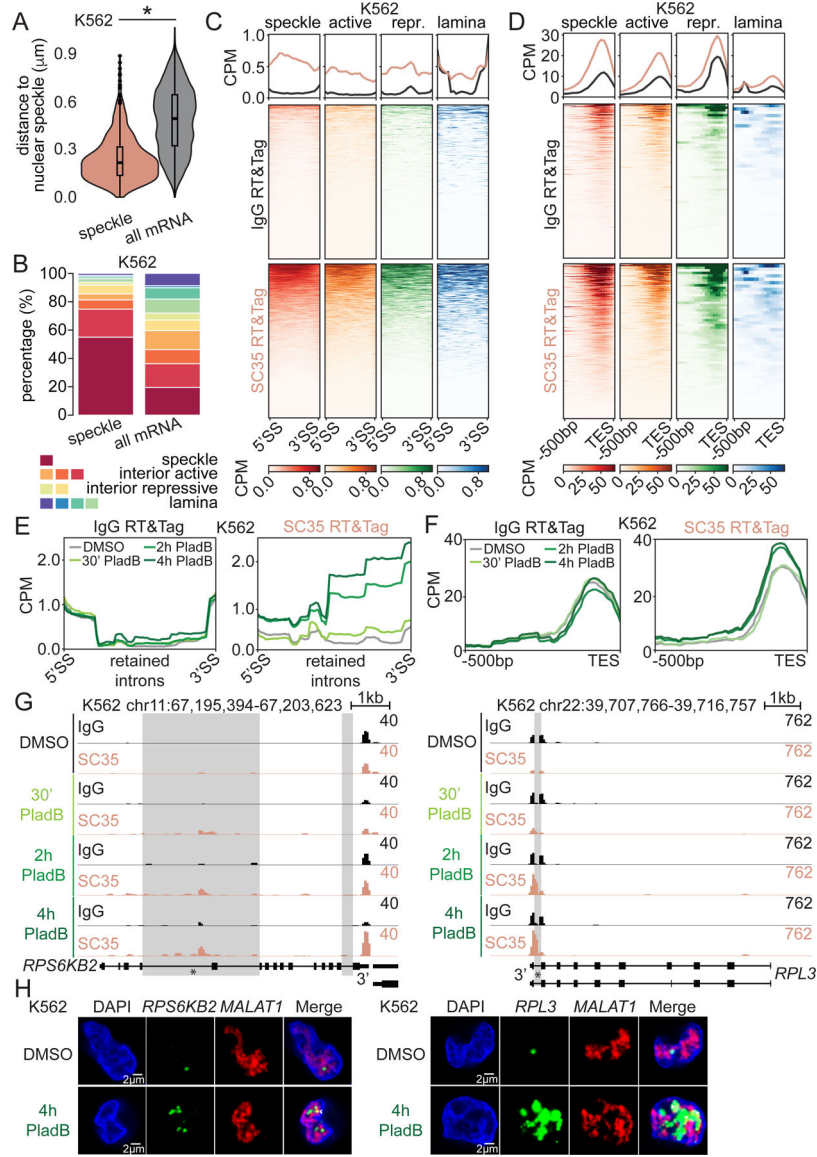 A
K562
*
distance to
nuclear speckle (μm)
0.9
0.6
0.3
0.0
speckle
all mRNA
B
K562
percentage (%)
100
80
60
40
20
0
speckle
all mRNA
speckle
interior active
interior repressive
lamina
C
K562
speckle active repr. lamina
CPM
1.0
0.5
0.0
IgG RT&Tag
SC35 RT&Tag
5'SS 3'SS 5'SS 3'SS 5'SS 3'SS 5'SS 3'SS
CPM
0.0 0.8 0.0 0.8 0.0 0.8 0.0 0.8
D
K562
speckle active repr. lamina
CPM
30
20
10
0
IgG RT&Tag
SC35 RT&Tag
-500bp TES -500bp TES -500bp TES -500bp TES
CPM
0 25 50 0 25 50 0 25 50 0 25 50
E
IgG RT&Tag K562 SC35 RT&Tag
DMSO 2h PladB
30' PladB 4h PladB
CPM
2.0
1.0
0.0
2.0
1.0
0.0
5'SS retained introns 3'SS
5'SS retained introns 3'SS
F
IgG RT&Tag K562 SC35 RT&Tag
DMSO 2h PladB
30' PladB 4h PladB
CPM
40
20
0
40
20
0
-500bp TES
-500bp TES
G
K562 chr11:67,195,394-67,203,623 1kb
DMSO
IgG 40
SC35 40
30' PladB
IgG 40
SC35 40
2h PladB
IgG 40
SC35 40
4h PladB
IgG 40
SC35 40
RPS6KB2
*
3'
K562 chr22:39,707,766-39,716,757 1kb
DMSO
IgG 762
SC35 762
30' PladB
IgG 762
SC35 762
2h PladB
IgG 762
SC35 762
4h PladB
IgG 762
SC35 762
3'
*
RPL3
H
K562 DAPI RPS6KB2 MALAT1 Merge
DMSO
2μm 2μm
4h PladB
2μm 2μm
K562 DAPI RPL3 MALAT1 Merge
DMSO
2μm 2μm
4h PladB
2μm 2μm